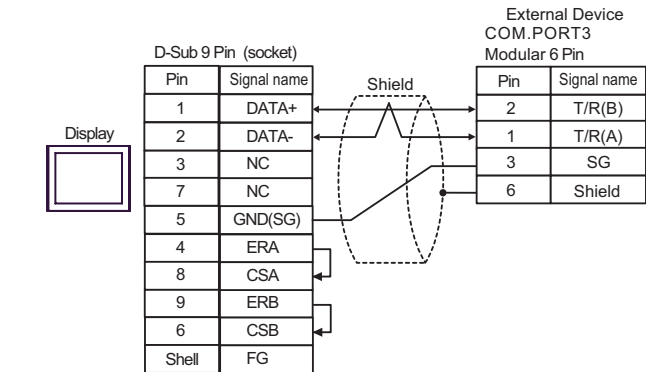 External Device
COM.PORT3
D-Sub 9 Pin (socket)
Modular 6 Pin
Pin Signal name
Shield
Pin Signal name
1 DATA+
2 T/R(B)
Display
2 DATA-
1 T/R(A)
3 NC
3 SG
7 NC
6 Shield
5 GND(SG)
4 ERA
8 CSA
9 ERB
6 CSB
Shell FG